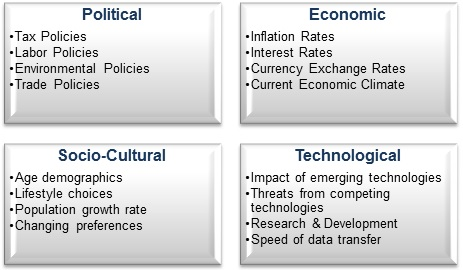 Political
•Tax Policies
•Labor Policies
•Environmental Policies
•Trade Policies
Economic
•Inflation Rates
•Interest Rates
•Currency Exchange Rates
•Current Economic Climate
Socio-Cultural
•Age demographics
•Lifestyle choices
•Population growth rate
•Changing preferences
Technological
•Impact of emerging technologies
•Threats from competing
technologies
•Research & Development
•Speed of data transfer